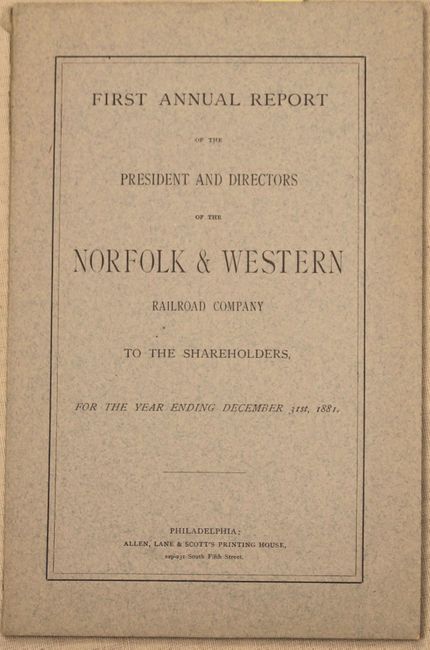 FIRST ANNUAL REPORT
OF THE
PRESIDENT AND DIRECTORS
OF THE
NORFOLK & WESTERN
RAILROAD COMPANY
TO THE SHAREHOLDERS,
FOR THE YEAR ENDING DECEMBER 31st, 1881.
PHILADELPHIA:
ALLEN, LANE & SCOTT'S PRINTING HOUSE,
South Fifth Street.